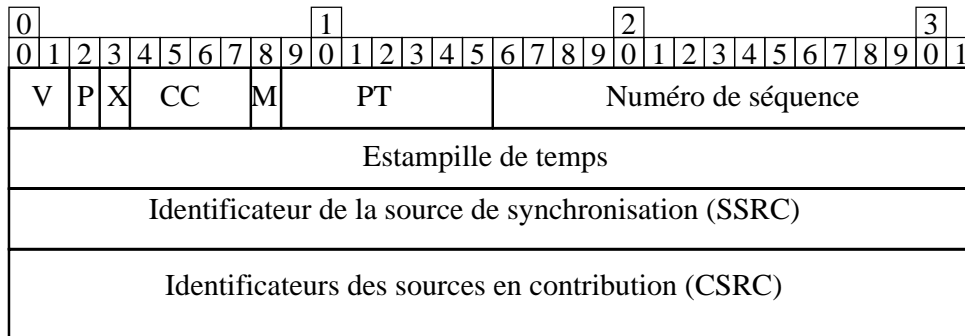 0 1 2 3
0 1 2 3 4 5 6 7 8 9 0 1 2 3 4 5 6 7 8 9 0 1 2 3 4 5 6 7 8 9 0 1
V P X CC M PT Numéro de séquence
Estampille de temps
Identificateur de la source de synchronisation (SSRC)
Identificateurs des sources en contribution (CSRC)